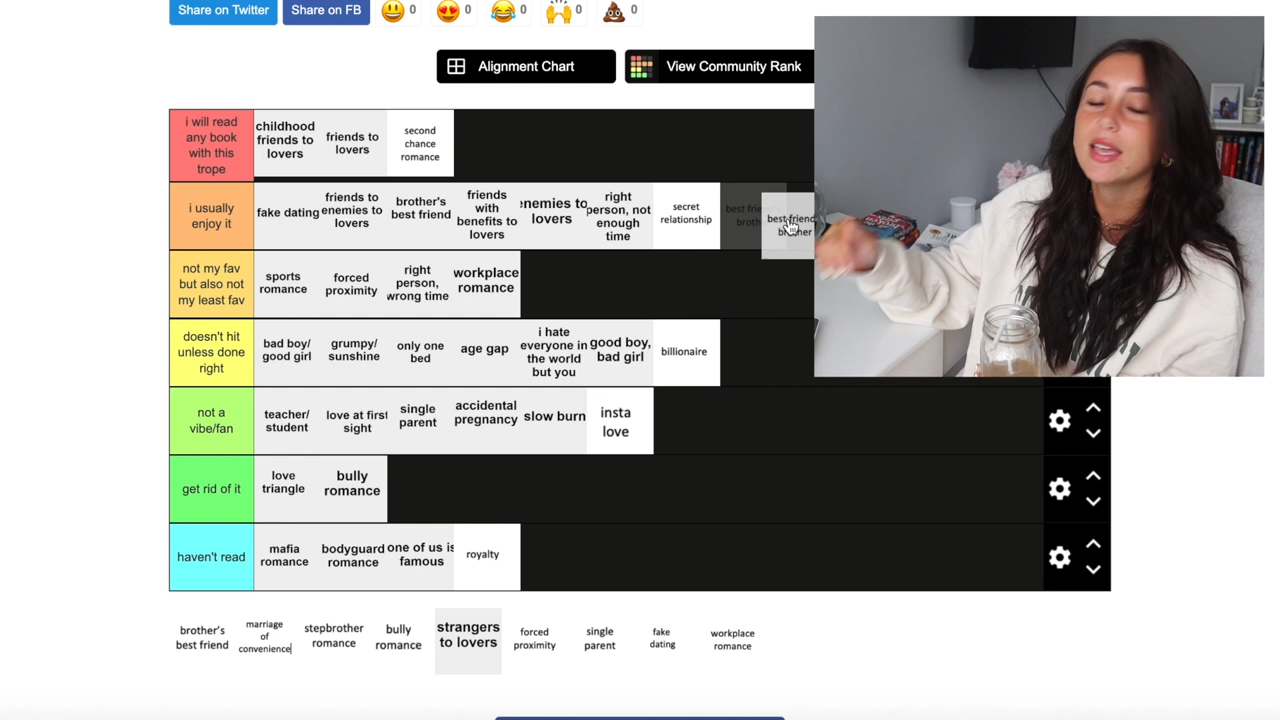 Share on Twitter
Share on FB
0
0
0
0
0
Alignment Chart
View Community Rank
i will read
any book
with this
trope
childhood
friends to
lovers
friends to
lovers
second
chance
romance
i usually
enjoy it
fake dating
friends to
enemies to
lovers
brother's
best friend
friends
with
benefits to
lovers
enemies to
lovers
right
person, not
enough
time
secret
relationship
best friend's
brother
best friend
brother
not my fav
but also not
my least fav
sports
romance
forced
proximity
right
person,
wrong time
workplace
romance
doesn't hit
unless done
right
bad boy/
good girl
grumpy/
sunshine
only one
bed
age gap
i hate
everyone in
the world
but you
good boy,
bad girl
billionaire
not a
vibe/fan
teacher/
student
love at first
sight
single
parent
accidental
pregnancy
slow burn
insta
love
get rid of it
love
triangle
bully
romance
haven't read
mafia
romance
bodyguard
romance
one of us is
famous
royalty
brother's
best friend
marriage
of
convenience
stepbrother
romance
bully
romance
strangers
to lovers
forced
proximity
single
parent
fake
dating
workplace
romance